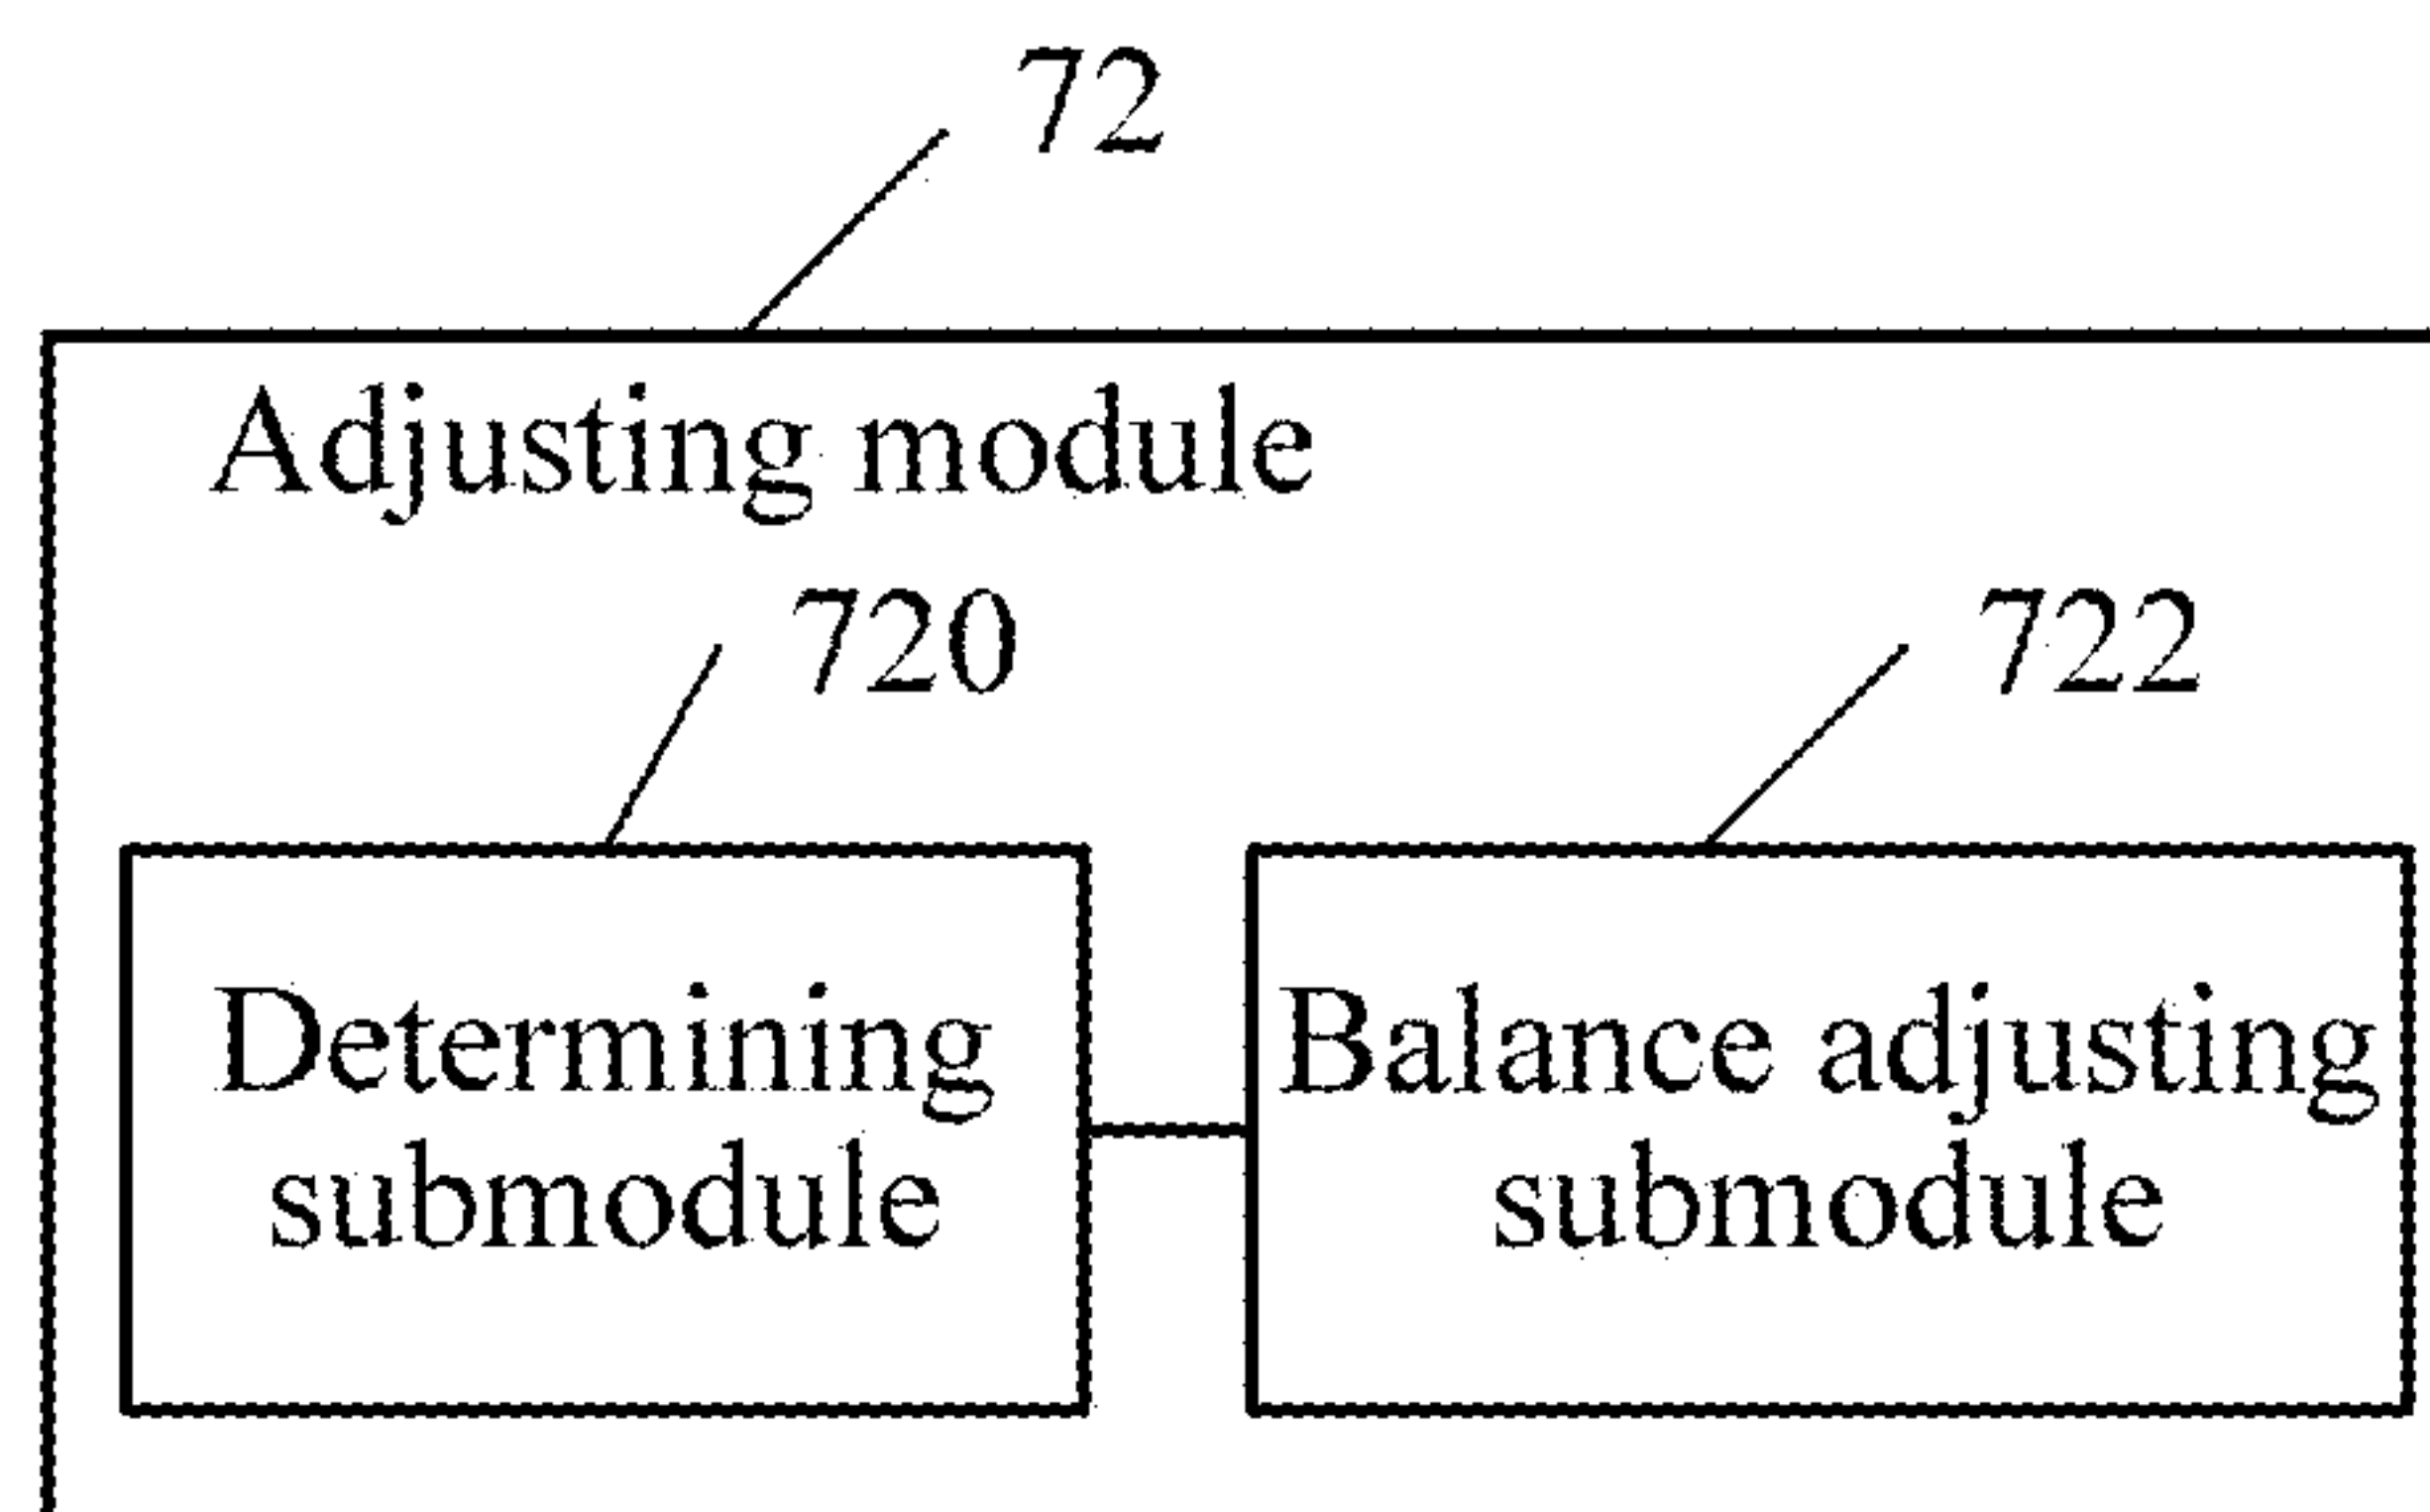 72
Adjusting module
720
722
Determining
submodule
Balance adjusting
submodule